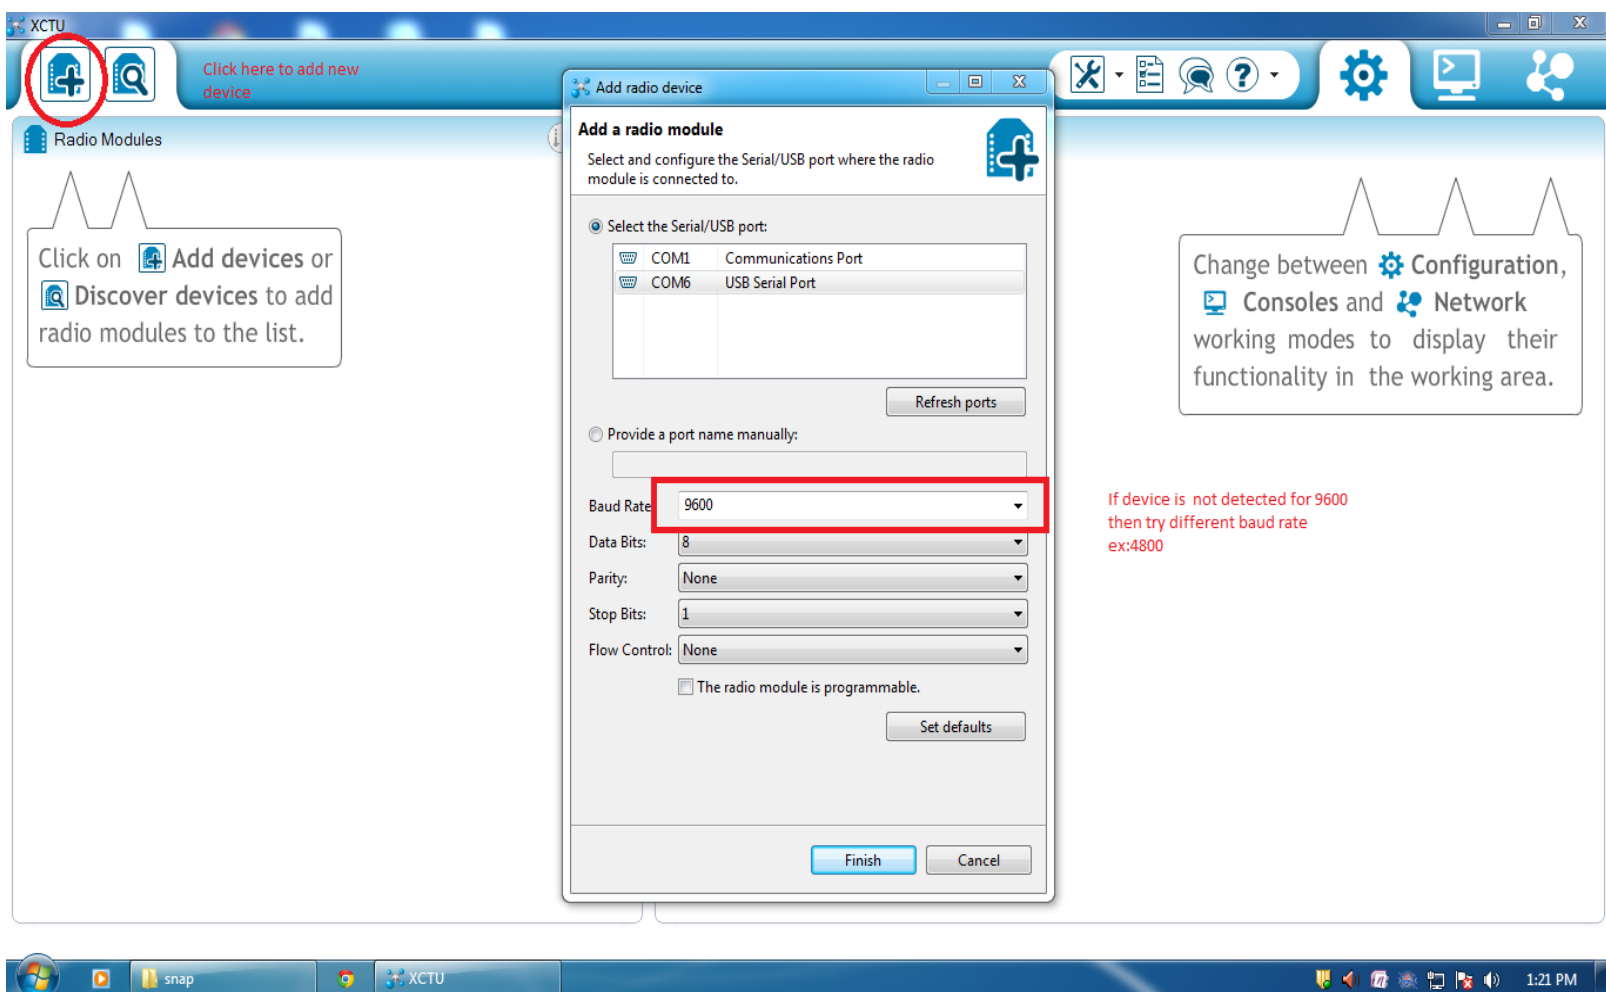 XCTU
Click here to add new
device
Radio Modules
Click on Add devices or
Discover devices to add
radio modules to the list.
Add radio device
Add a radio module
Select and configure the Serial/USB port where the radio
module is connected to.
Select the Serial/USB port:
COM1 Communications Port
COM6 USB Serial Port
Refresh ports
Provide a port name manually:
Baud Rate 9600
Data Bits: 8
Parity: None
Stop Bits: 1
Flow Control: None
The radio module is programmable.
Set defaults
Finish Cancel
Change between Configuration,
Consoles and Network
working modes to display their
functionality in the working area.
If device is not detected for 9600
then try different baud rate
ex:4800
snap
XCTU
1:21 PM